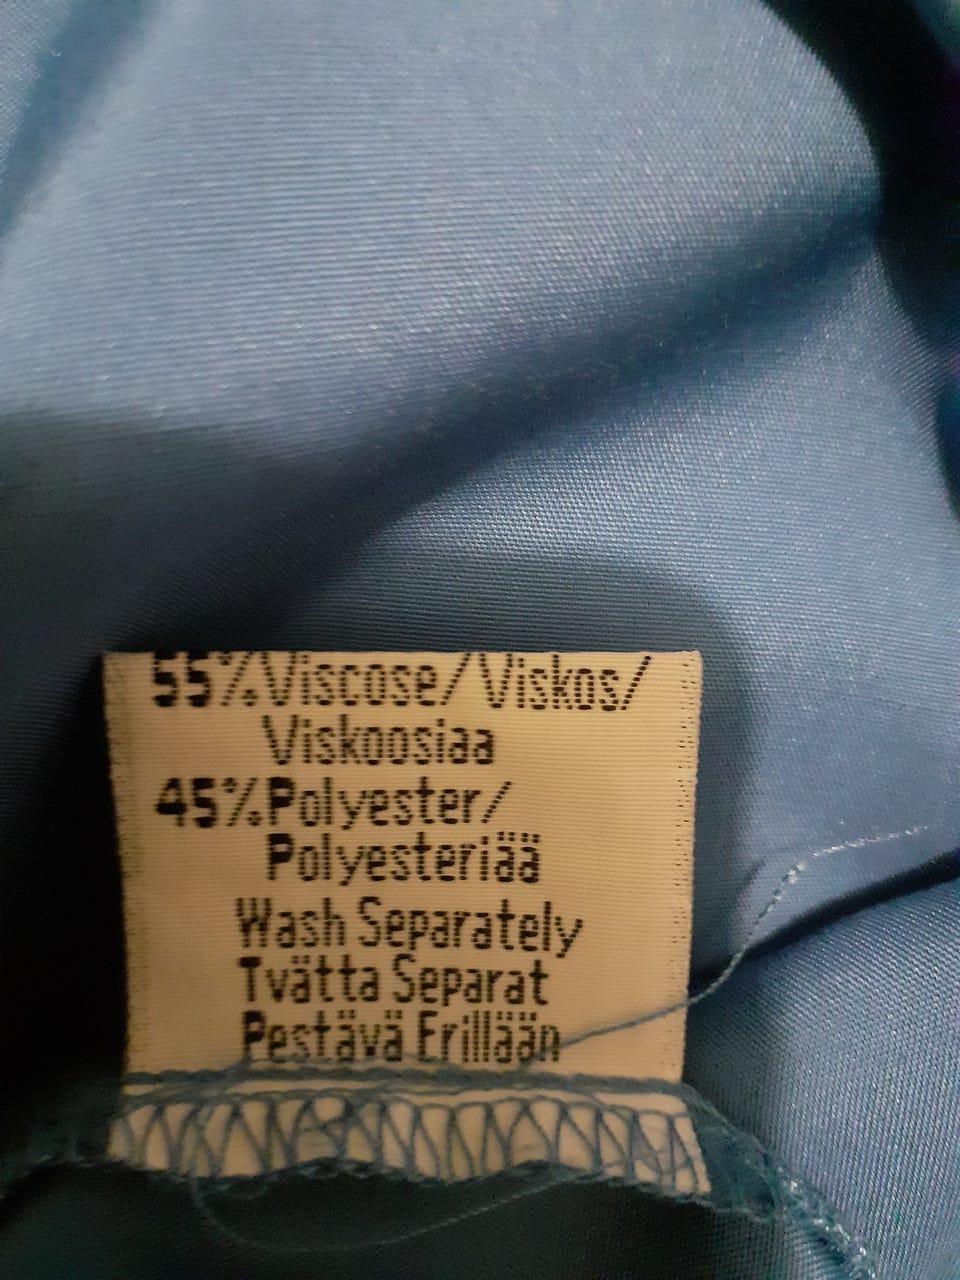 55% Viscose/Viskos/
Viskoosiaa
45% Polyester/
Polyesteriää
Wash Separately
Tvätta Separat
Pestävä Erillään